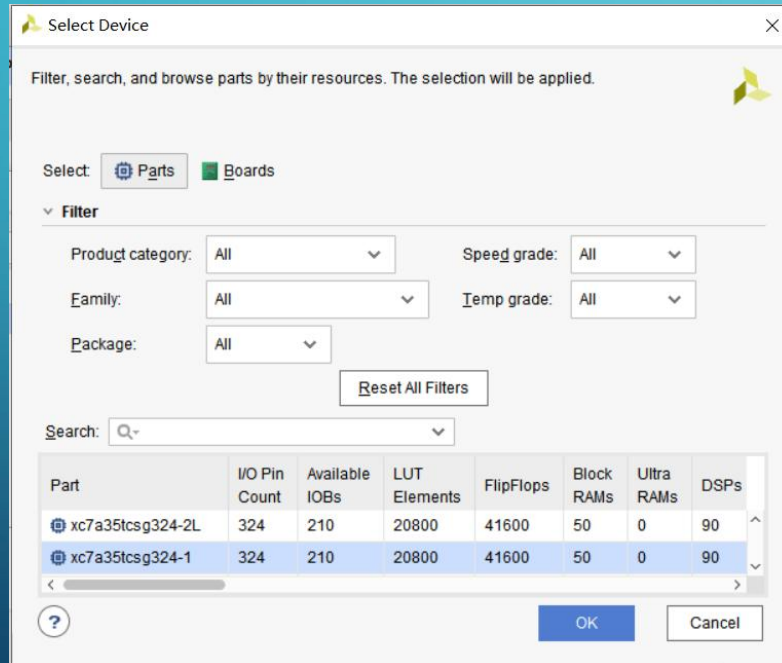 Select Device
Filter, search, and browse parts by their resources. The selection will be applied.
Select: Parts Boards
Filter
Product category: All Speed grade: All
Family: All Temp grade: All
Package: All
Reset All Filters
Search:
Part I/O Pin Count Available IOBs LUT Elements FlipFlops Block RAMs Ultra RAMs DSPs
xc7a35tcsg324-2L 324 210 20800 41600 50 0 90
xc7a35tcsg324-1 324 210 20800 41600 50 0 90
? OK Cancel